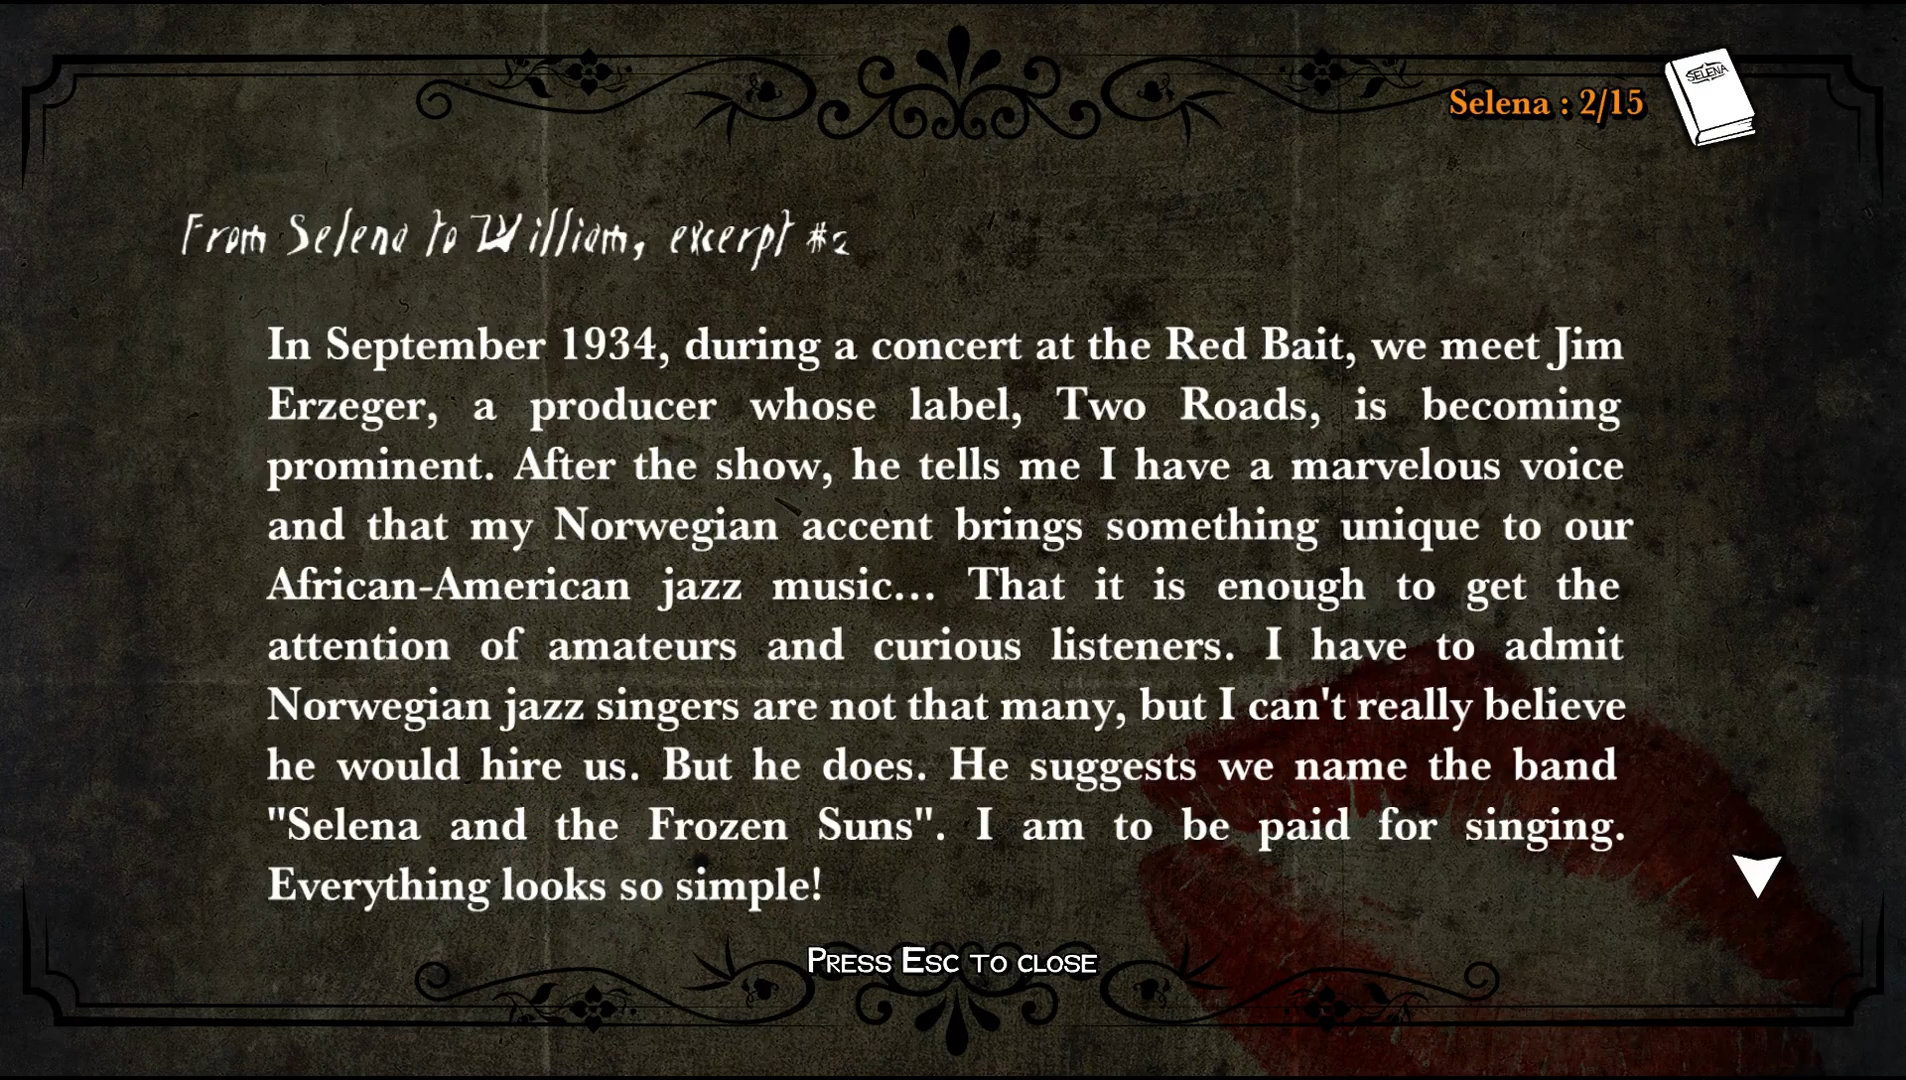 SELENA
Selena : 2/15
From Selena to William, excerpt #2
In September 1934, during a concert at the Red Bait, we meet Jim
Erzeger, a producer whose label, Two Roads, is becoming
prominent. After the show, he tells me I have a marvelous voice
and that my Norwegian accent brings something unique to our
African-American jazz music... That it is enough to get the
attention of amateurs and curious listeners. I have to admit
Norwegian jazz singers are not that many, but I can't really believe
he would hire us. But he does. He suggests we name the band
"Selena and the Frozen Suns". I am to be paid for singing.
Everything looks so simple!
PRESS ESC TO CLOSE